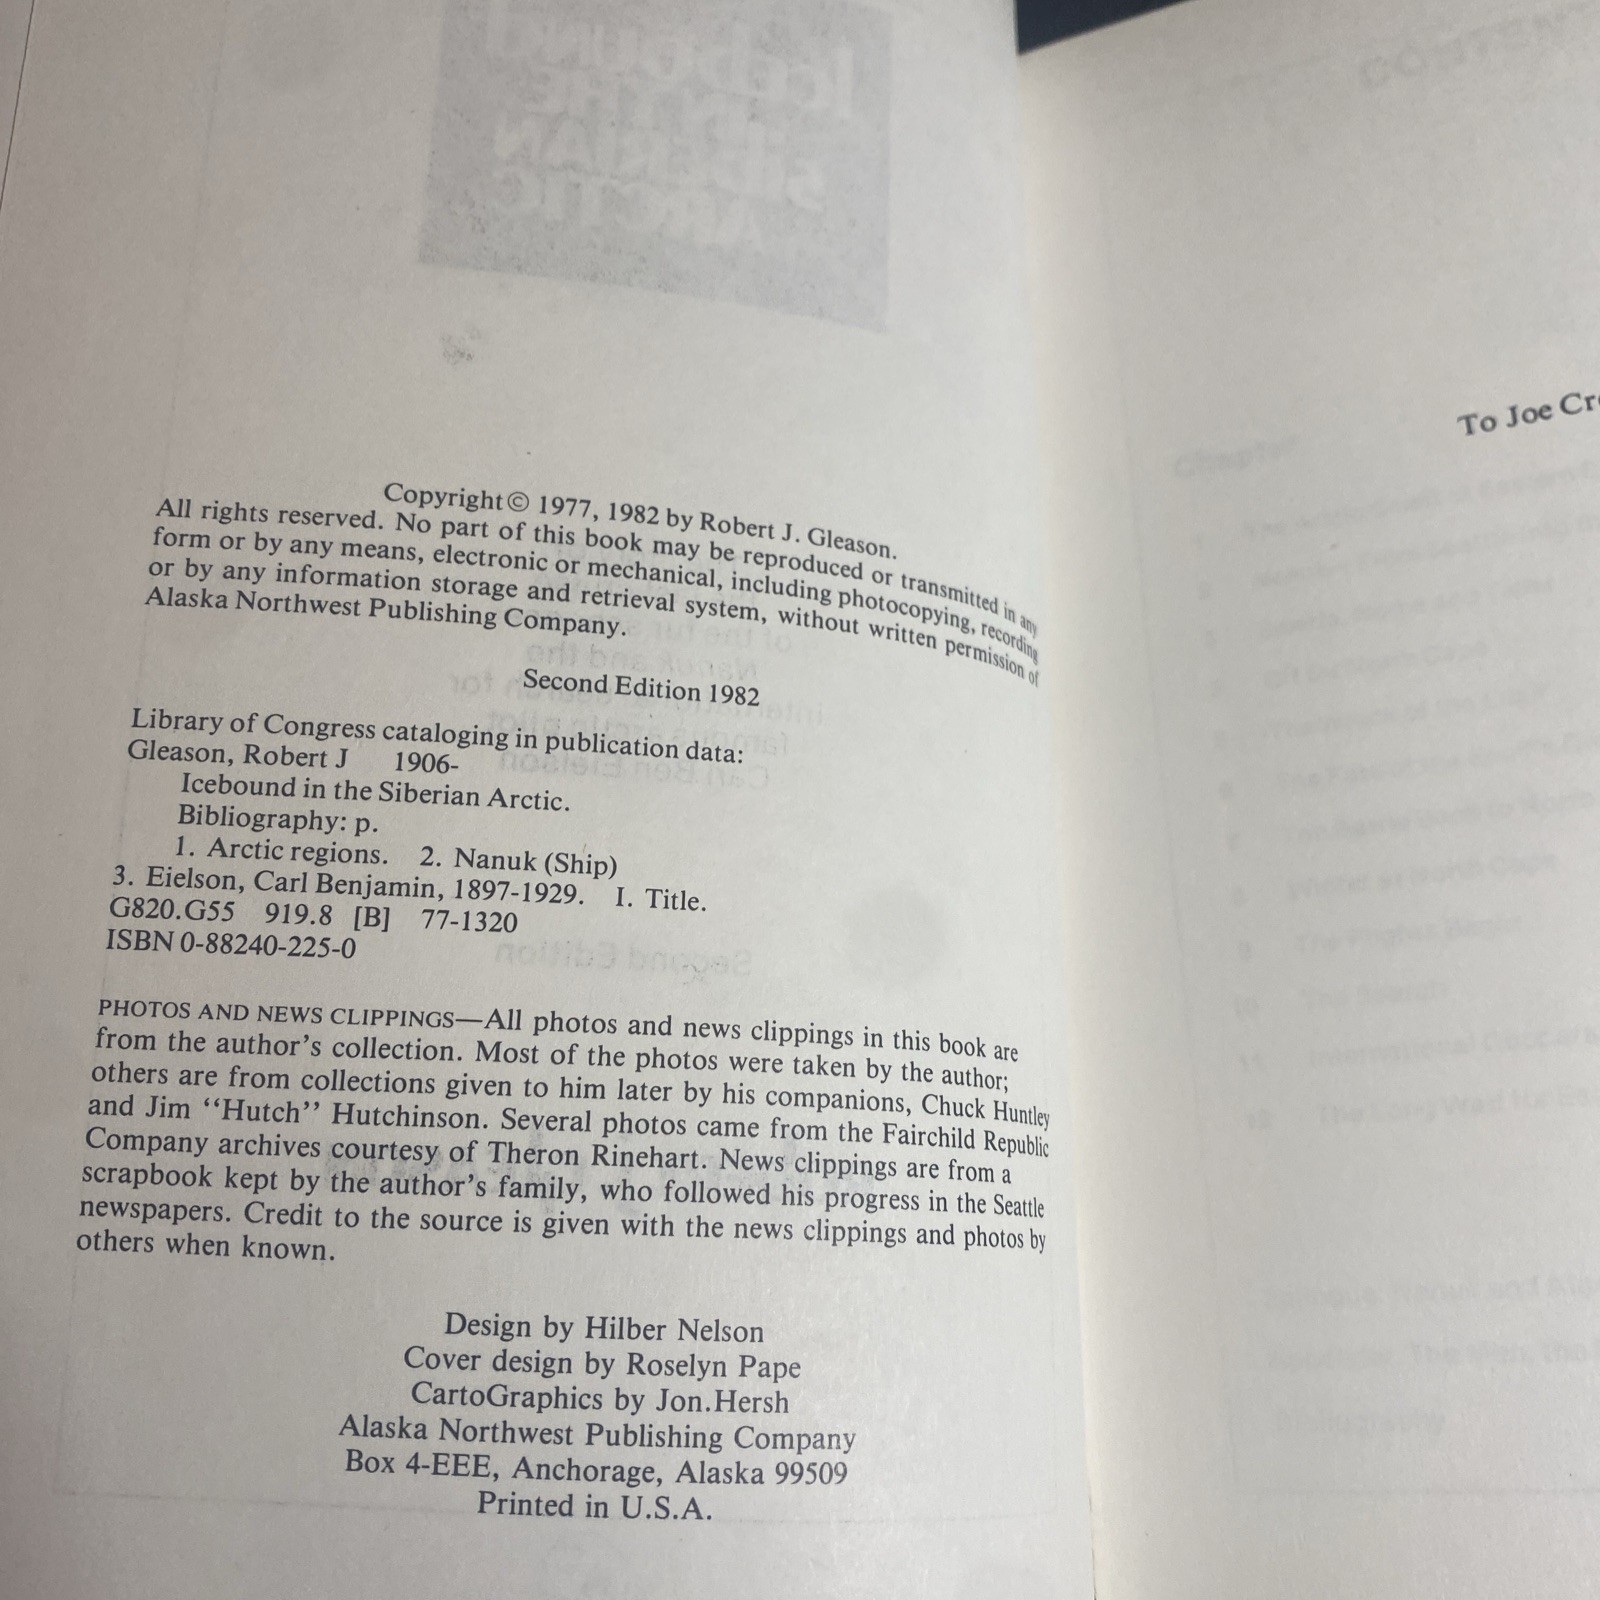 Copyright © 1977, 1982 by Robert J. Gleason.
All rights reserved. No part of this book may be reproduced or transmitted in any
form or by any means, electronic or mechanical, including photocopying, recording
or by any information storage and retrieval system, without written permission of
Alaska Northwest Publishing Company.
Second Edition 1982
Library of Congress cataloging in publication data:
Gleason, Robert J 1906-
Icebound in the Siberian Arctic.
Bibliography: p.
1. Arctic regions. 2. Nanuk (Ship)
3. Eielson, Carl Benjamin, 1897-1929. I. Title.
G820.G55 919.8 [B] 77-1320
ISBN 0-88240-225-0
PHOTOS AND NEWS CLIPPINGS—All photos and news clippings in this book are
from the author's collection. Most of the photos were taken by the author;
others are from collections given to him later by his companions, Chuck Huntley
and Jim "Hutch" Hutchinson. Several photos came from the Fairchild Republic
Company archives courtesy of Theron Rinehart. News clippings are from a
scrapbook kept by the author's family, who followed his progress in the Seattle
newspapers. Credit to the source is given with the news clippings and photos by
others when known.
Design by Hilber Nelson
Cover design by Roselyn Pape
CartoGraphics by Jon.Hersh
Alaska Northwest Publishing Company
Box 4-EEE, Anchorage, Alaska 99509
Printed in U.S.A.
To Joe